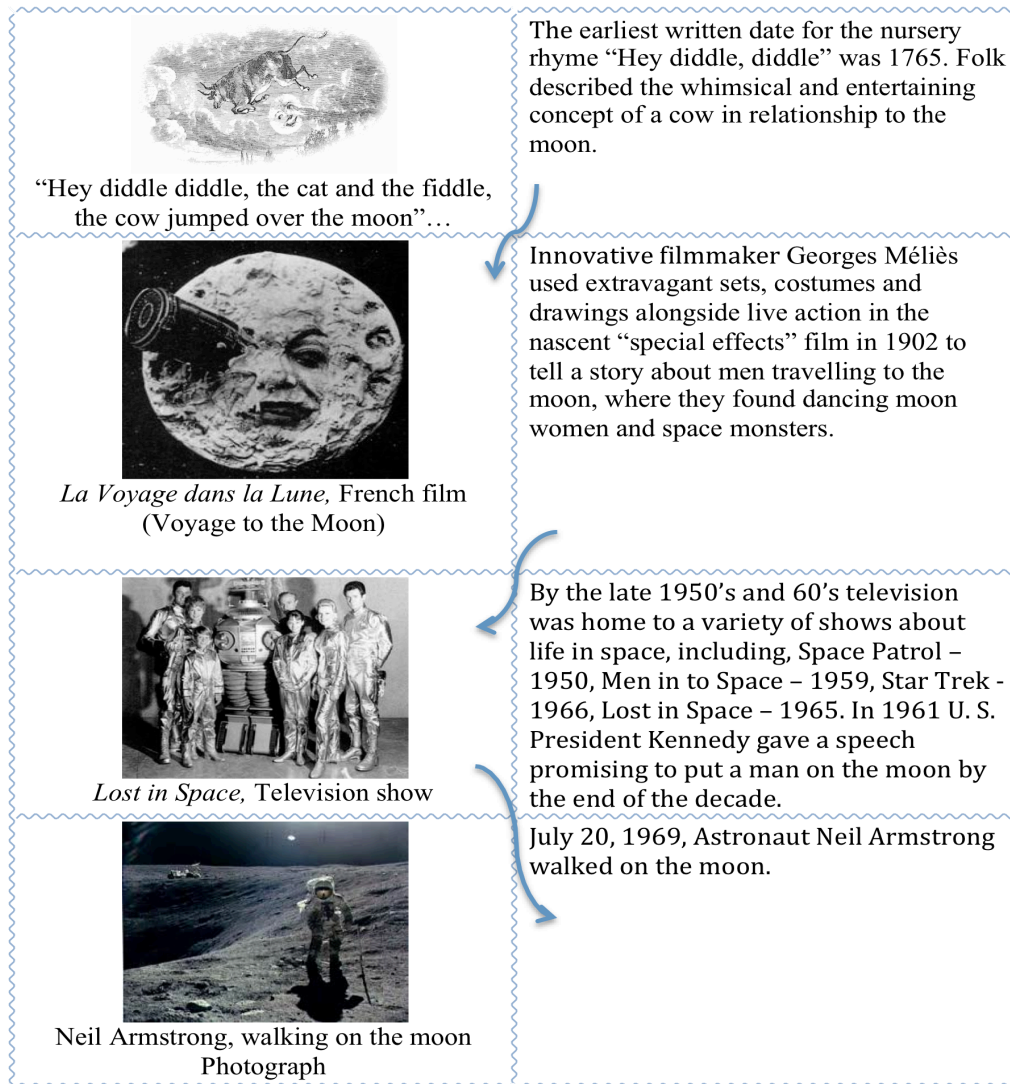 The earliest written date for the nursery
rhyme “Hey diddle, diddle” was 1765. Folk
described the whimsical and entertaining
concept of a cow in relationship to the
moon.
“Hey diddle diddle, the cat and the fiddle,
the cow jumped over the moon”…
Innovative filmmaker Georges Méliès
used extravagant sets, costumes and
drawings alongside live action in the
nascent “special effects” film in 1902 to
tell a story about men travelling to the
moon, where they found dancing moon
women and space monsters.
La Voyage dans la Lune, French film
(Voyage to the Moon)
By the late 1950’s and 60’s television
was home to a variety of shows about
life in space, including, Space Patrol –
1950, Men in to Space – 1959, Star Trek -
1966, Lost in Space – 1965. In 1961 U. S.
President Kennedy gave a speech
promising to put a man on the moon by
the end of the decade.
Lost in Space, Television show
July 20, 1969, Astronaut Neil Armstrong
walked on the moon.
Neil Armstrong, walking on the moon
Photograph